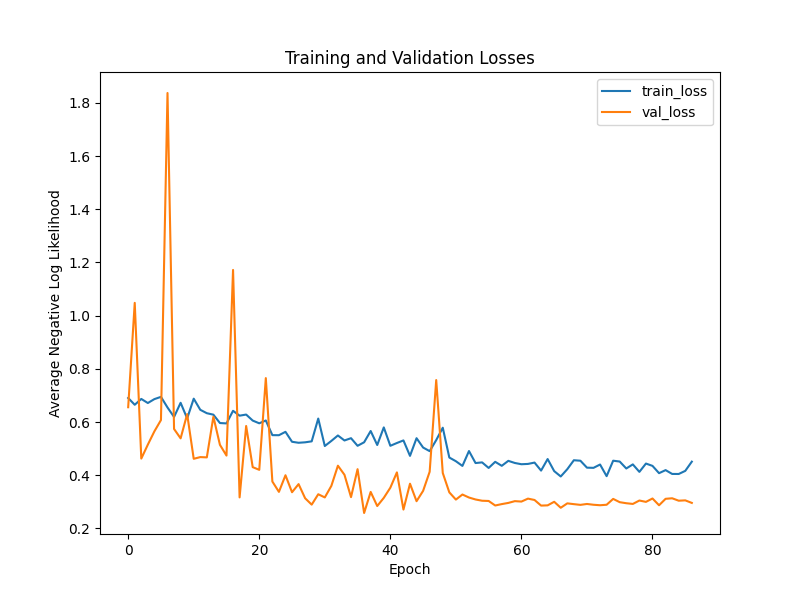 Training and Validation Losses
train_loss
val_loss
Average Negative Log Likelihood
1.8
1.6
1.4
1.2
1.0
0.8
0.6
0.4
0.2
0 20 40 60 80
Epoch